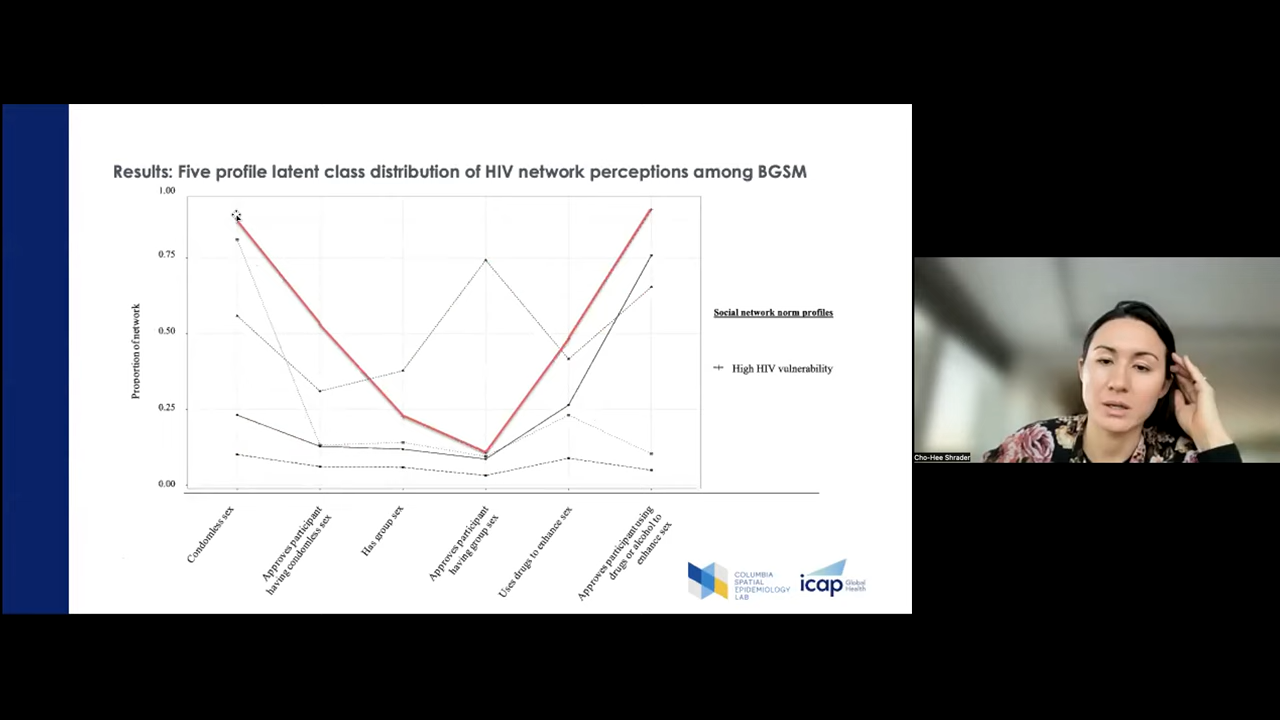 Results: Five profile latent class distribution of HIV network perceptions among BGSM
1.00
0.75
0.50
0.25
0.00
Proportion of network
Social network norm profiles
High HIV vulnerability
Condomless sex
Approves participant
having condomless sex
Has group sex
Approves participant
having group sex
Uses drugs to enhance sex
Approves participant using
drugs or alcohol to
enhance sex
COLUMBIA
SPATIAL
EPIDEMIOLOGY
LAB
icap Global
Health
Cho-Hee Shrader